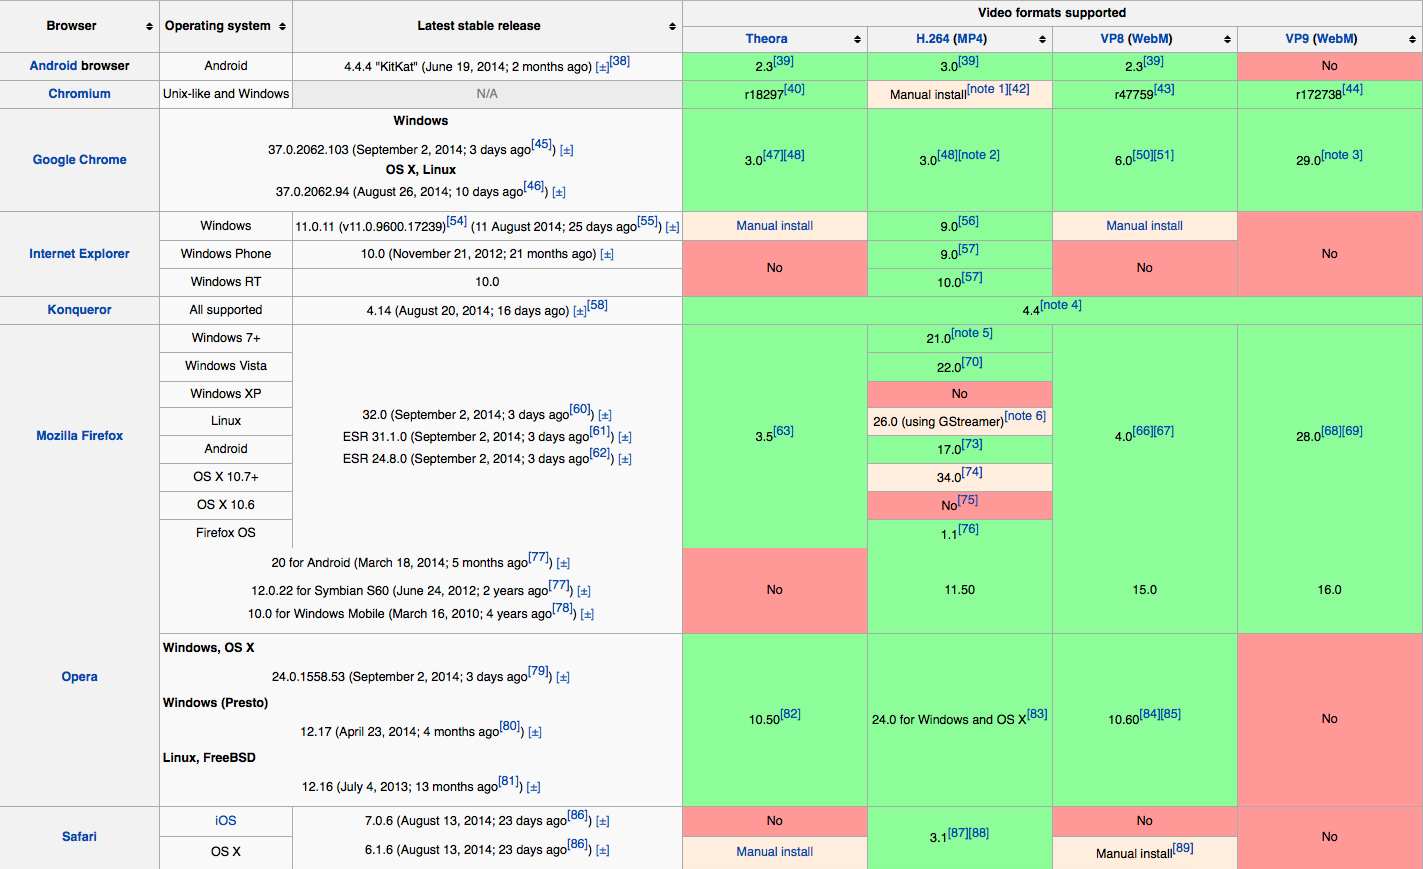 Browser Operating system Latest stable release Video formats supported
Theora H.264 (MP4) VP8 (WebM) VP9 (WebM)
Android browser Android 4.4.4 "KitKat" (June 19, 2014; 2 months ago) [±][38] 2.3[39] 3.0[39] 2.3[39] No
Chromium Unix-like and Windows N/A r18297[40] Manual install[note 1][42] r47759[43] r172738[44]
Google Chrome
Windows
37.0.2062.103 (September 2, 2014; 3 days ago[45]) [±]
OS X, Linux
37.0.2062.94 (August 26, 2014; 10 days ago[46]) [±]
3.0[47][48] 3.0[48][note 2] 6.0[50][51] 29.0[note 3]
Internet Explorer
Windows 11.0.11 (v11.0.9600.17239)[54] (11 August 2014; 25 days ago[55]) [±] Manual install 9.0[56] Manual install No
Windows Phone 10.0 (November 21, 2012; 21 months ago) [±] No 9.0[57] No
Windows RT 10.0 10.0[57]
Konqueror All supported 4.14 (August 20, 2014; 16 days ago) [±][58] 4.4[note 4]
Mozilla Firefox
Windows 7+ 21.0[note 5]
Windows Vista 22.0[70]
Windows XP No
Linux 26.0 (using GStreamer)[note 6]
Android 17.0[73]
OS X 10.7+ 34.0[74]
OS X 10.6 No[75]
Firefox OS 1.1[76]
32.0 (September 2, 2014; 3 days ago[60]) [±]
ESR 31.1.0 (September 2, 2014; 3 days ago[61]) [±]
ESR 24.8.0 (September 2, 2014; 3 days ago[62]) [±]
3.5[63] 4.0[66][67] 28.0[68][69]
Opera
20 for Android (March 18, 2014; 5 months ago[77]) [±]
12.0.22 for Symbian S60 (June 24, 2012; 2 years ago[77]) [±]
10.0 for Windows Mobile (March 16, 2010; 4 years ago[78]) [±]
No 11.50 15.0 16.0
Windows, OS X
24.0.1558.53 (September 2, 2014; 3 days ago[79]) [±]
Windows (Presto)
12.17 (April 23, 2014; 4 months ago[80]) [±]
Linux, FreeBSD
12.16 (July 4, 2013; 13 months ago[81]) [±]
10.50[82] 24.0 for Windows and OS X[83] 10.60[84][85] No
Safari
iOS 7.0.6 (August 13, 2014; 23 days ago[86]) [±] No 3.1[87][88] No No
OS X 6.1.6 (August 13, 2014; 23 days ago[86]) [±] Manual install Manual install[89]